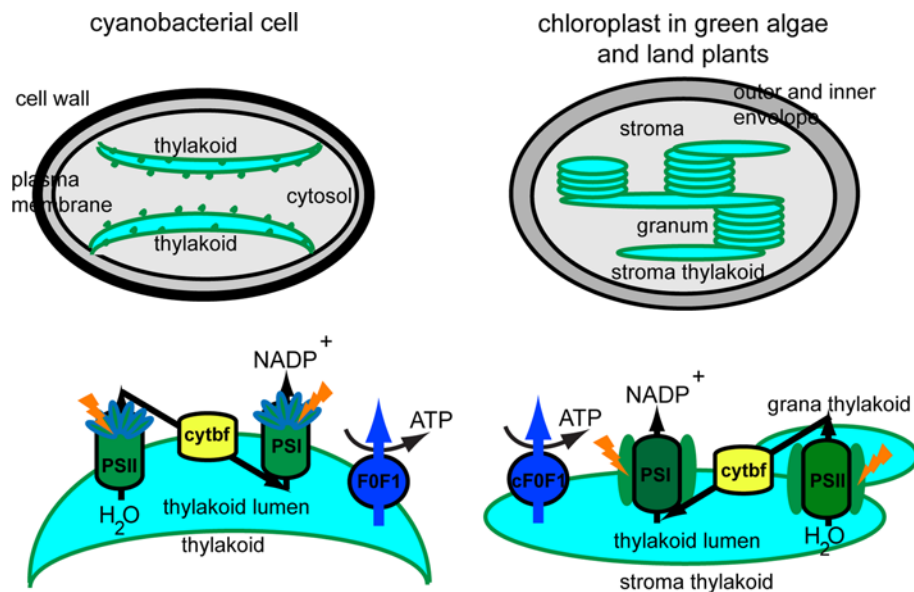 cyanobacterial cell
cell wall
thylakoid
plasma
membrane
cytosol
thylakoid
chloroplast in green algae
and land plants
outer and inner
envelope
stroma
granum
stroma thylakoid
NADP+
ATP
PSII
cytbf
PSI
F0F1
H2O
thylakoid lumen
thylakoid
NADP+
ATP
grana thylakoid
cF0F1
PSI
cytbf
PSII
H2O
thylakoid lumen
stroma thylakoid